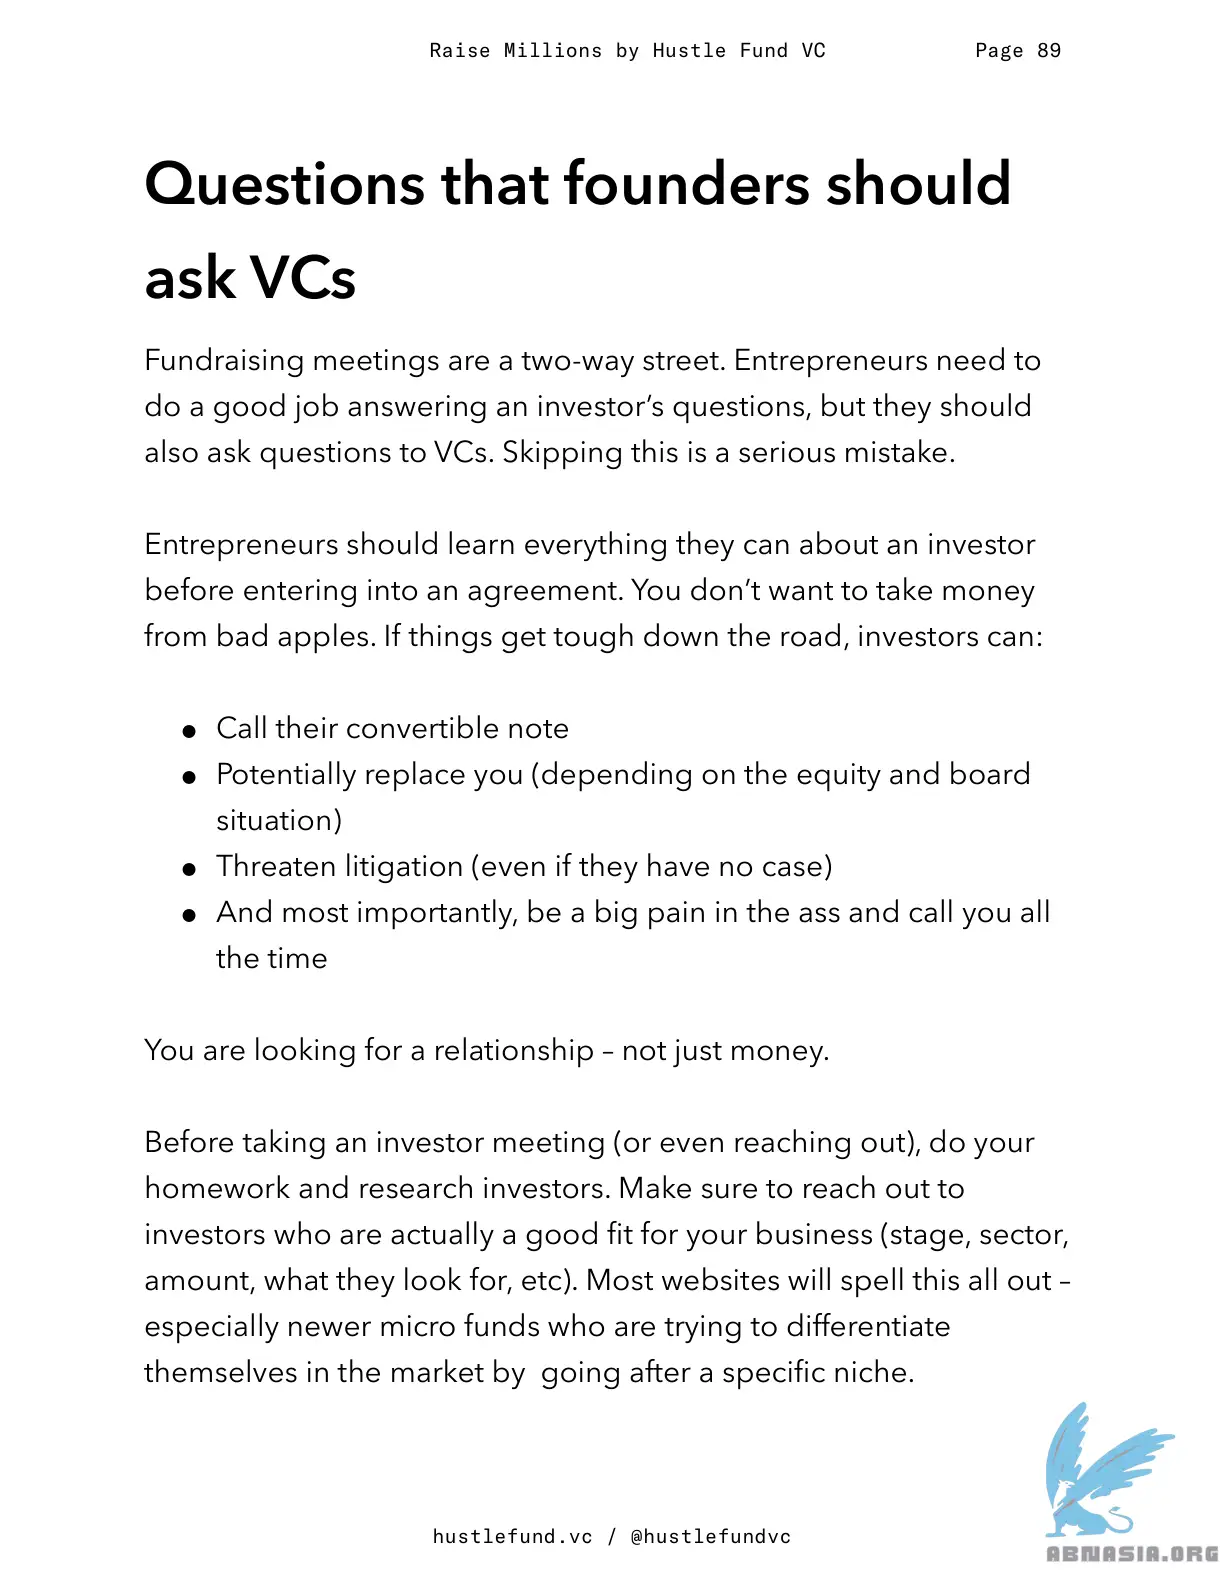 Raise Millions by Hustle Fund VC Page 89
Questions that founders should
ask VCs
Fundraising meetings are a two-way street. Entrepreneurs need to
do a good job answering an investor’s questions, but they should
also ask questions to VCs. Skipping this is a serious mistake.
Entrepreneurs should learn everything they can about an investor
before entering into an agreement. You don’t want to take money
from bad apples. If things get tough down the road, investors can:
● Call their convertible note
● Potentially replace you (depending on the equity and board
situation)
● Threaten litigation (even if they have no case)
● And most importantly, be a big pain in the ass and call you all
the time
You are looking for a relationship – not just money.
Before taking an investor meeting (or even reaching out), do your
homework and research investors. Make sure to reach out to
investors who are actually a good fit for your business (stage, sector,
amount, what they look for, etc). Most websites will spell this all out –
especially newer micro funds who are trying to differentiate
themselves in the market by  going after a specific niche.
hustlefund.vc / @hustlefundvc
ABNASIA.ORG